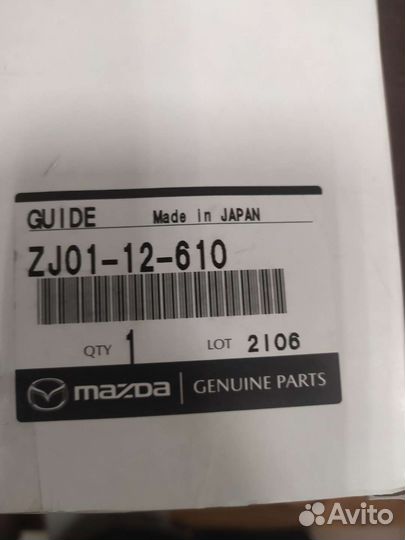 GUIDE Made in JAPAN
ZJ01-12-610
QTY 1 LOT 2106
mazda GENUINE PARTS
Avito